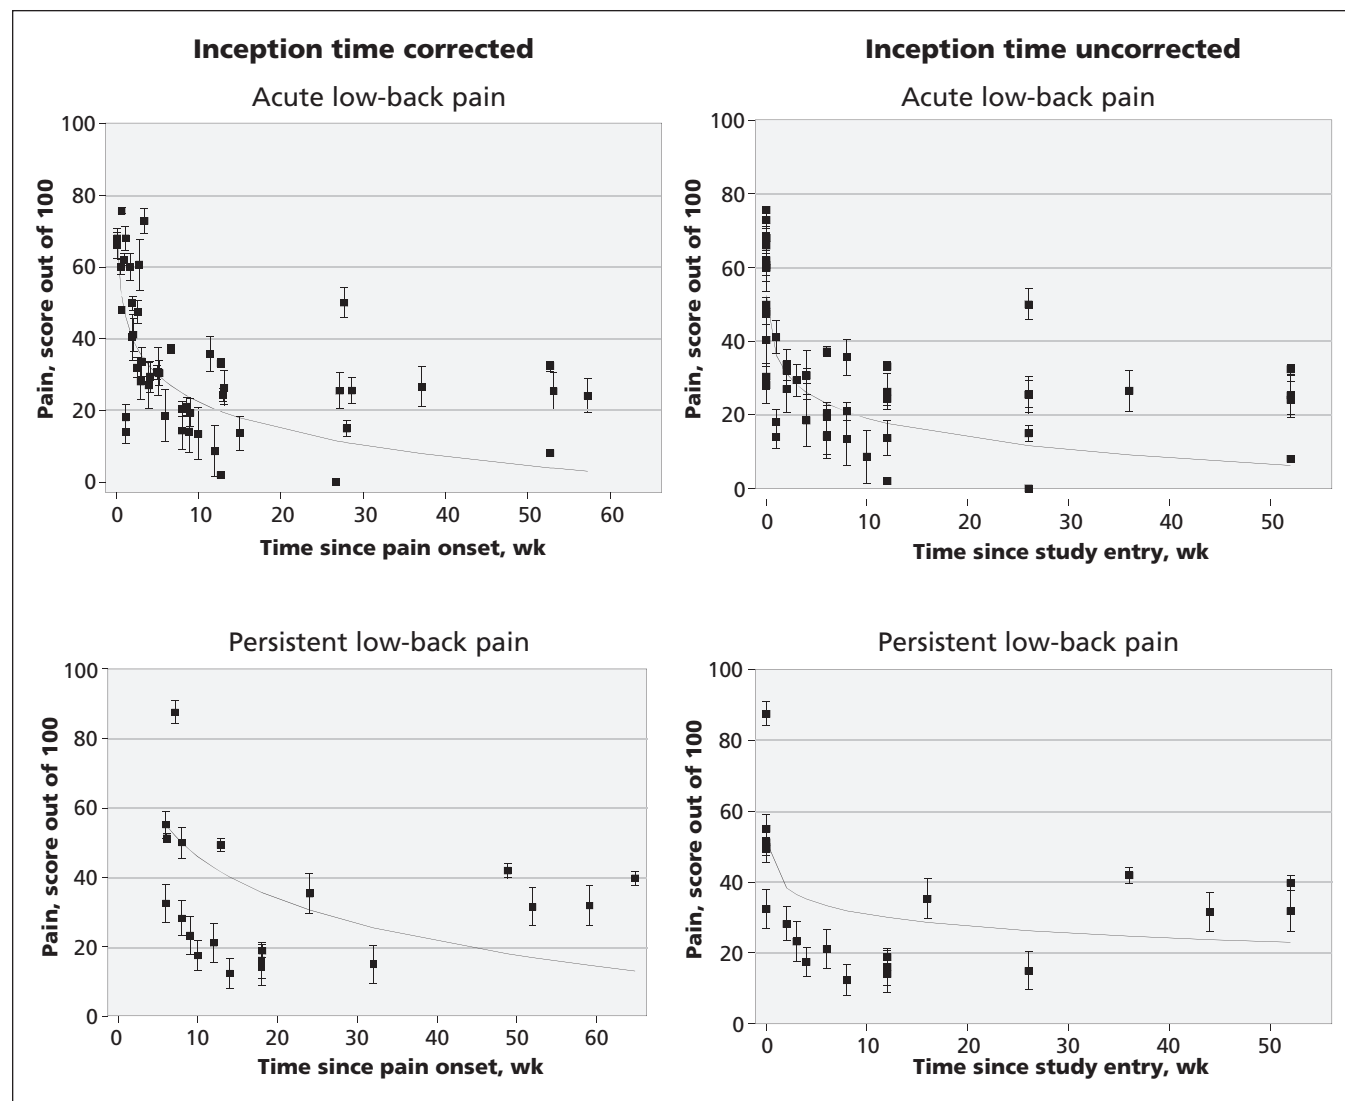 Inception time corrected
Inception time uncorrected
Acute low-back pain
Pain, score out of 100
100
80
60
40
20
0
0 10 20 30 40 50 60
Time since pain onset, wk
Acute low-back pain
Pain, score out of 100
100
80
60
40
20
0
0 10 20 30 40 50
Time since study entry, wk
Persistent low-back pain
Pain, score out of 100
100
80
60
40
20
0
0 10 20 30 40 50 60
Time since pain onset, wk
Persistent low-back pain
Pain, score out of 100
100
80
60
40
20
0
0 10 20 30 40 50
Time since study entry, wk